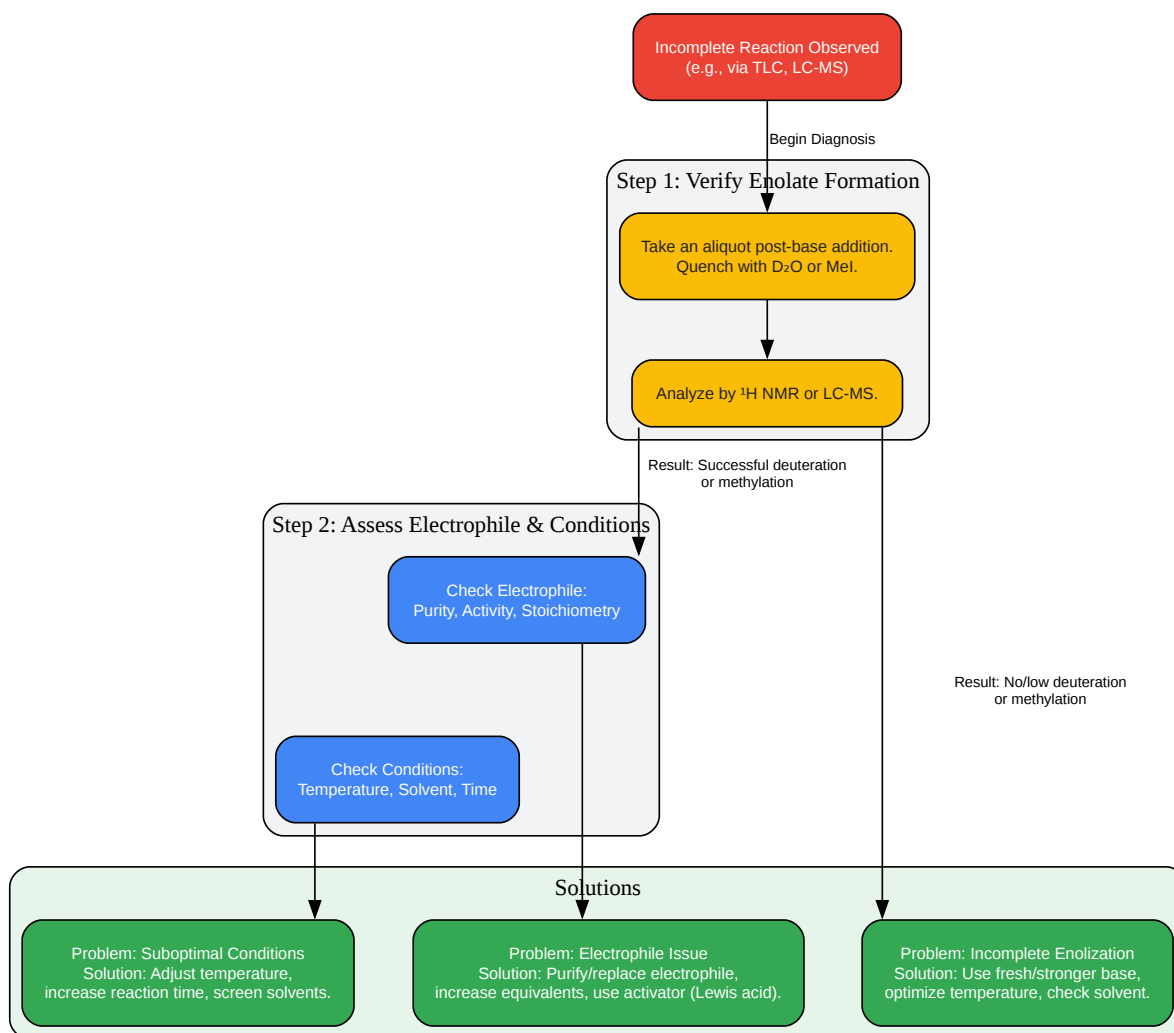 Incomplete Reaction Observed
(e.g., via TLC, LC-MS)
Begin Diagnosis
Step 1: Verify Enolate Formation
Take an aliquot post-base addition.
Quench with D₂O or MeI.
Analyze by ¹H NMR or LC-MS.
Result: Successful deuteration
or methylation
Step 2: Assess Electrophile & Conditions
Check Electrophile:
Purity, Activity, Stoichiometry
Result: No/low deuteration
or methylation
Check Conditions:
Temperature, Solvent, Time
Solutions
Problem: Suboptimal Conditions
Solution: Adjust temperature,
increase reaction time, screen solvents.
Problem: Electrophile Issue
Solution: Purify/replace electrophile,
increase equivalents, use activator (Lewis acid).
Problem: Incomplete Enolization
Solution: Use fresh/stronger base,
optimize temperature, check solvent.